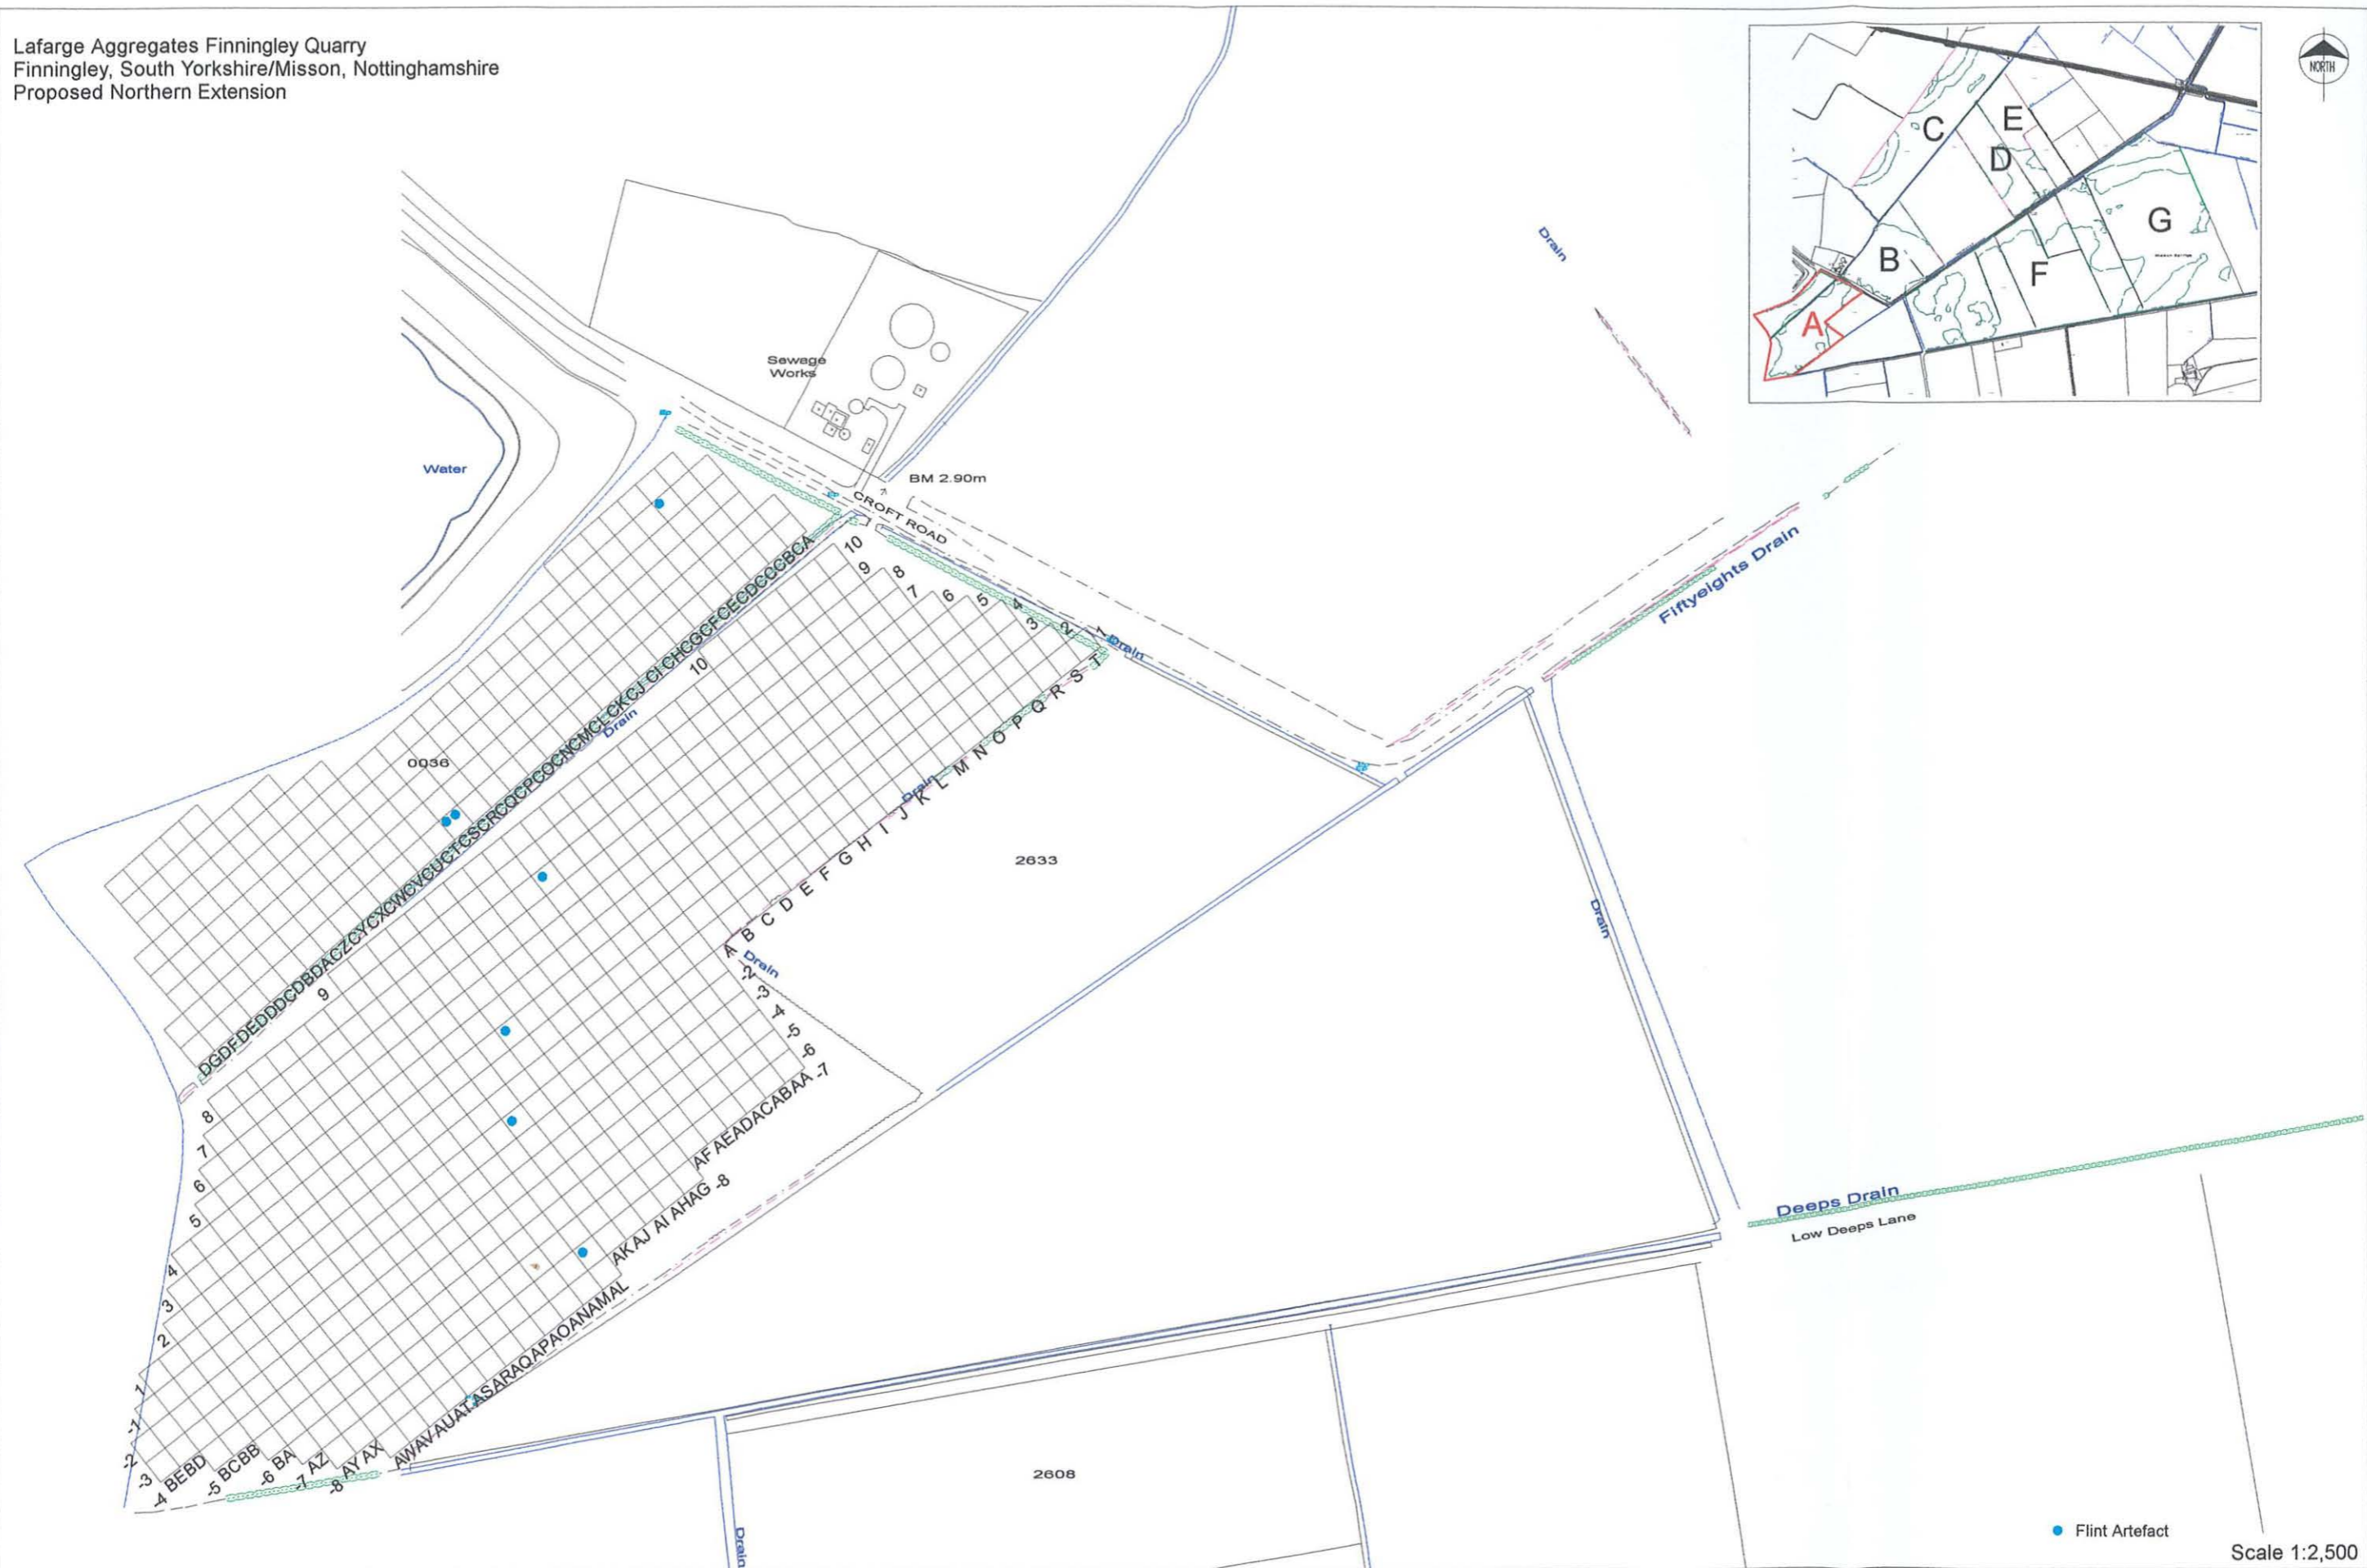 Lafarge Aggregates Finningley Quarry
Finningley, South Yorkshire/Misson, Nottinghamshire
Proposed Northern Extension
NORTH
C
E
D
G
B
F
A
Drain
Sewage
Works
Water
BM 2.90m
CROFT ROAD
Fiftyeights Drain
10
9
8
7
6
5
4
3
2
1
Drain
10
Drain
0036
DGDFDEDDDCDBDACZCYCXCWCVCUCTCSCRCQCPCOCNCMCLCKCJ CI CHCGCFCECDCCCBCA
A B C D E F G H I J K L M N O P Q R S T
Drain
2633
Drain
Drain
9
-2
-3
-4
-5
-6
-7
AF AEADACABAA
8
7
6
5
4
3
2
1
-1
-2
-3
-4
-5
-6
-7
-8
AKAJ AI AHAG -8
AWAVAUATASARAQAPAOANAMAL
BEBD
BCBB
BA
AZ
AY AX
Deeps Drain
Low Deeps Lane
2608
Drain
Flint Artefact
Scale 1:2,500